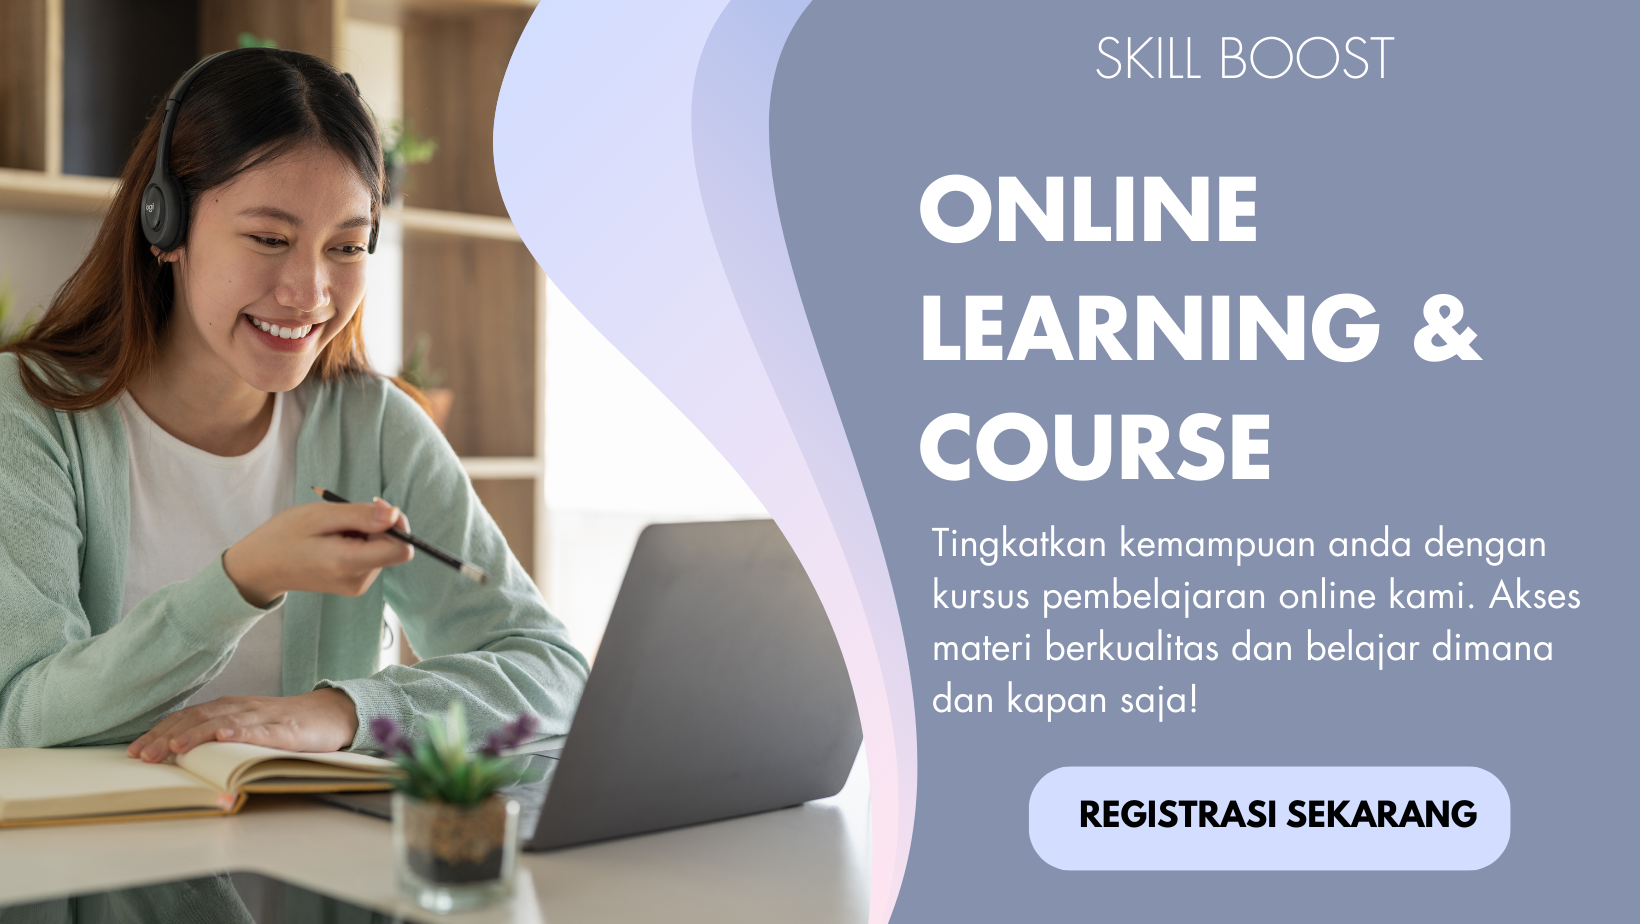 SKILL BOOST
ONLINE
LEARNING &
COURSE
Tingkatkan kemampuan anda dengan
kursus pembelajaran online kami. Akses
materi berkualitas dan belajar dimana
dan kapan saja!
REGISTRASI SEKARANG